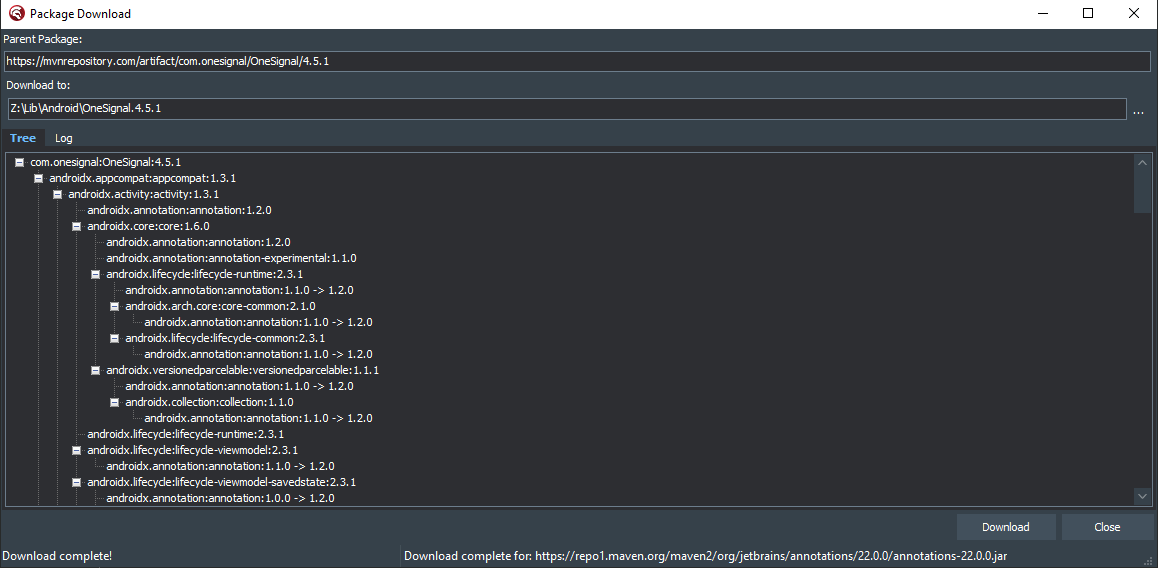 Package Download
Parent Package:
https://mvnrepository.com/artifact/com.onesignal/OneSignal/4.5.1
Download to:
Z:\Lib\Android\OneSignal.4.5.1
...
Tree Log
com.onesignal:OneSignal:4.5.1
androidx.appcompat:appcompat:1.3.1
androidx.activity:activity:1.3.1
androidx.annotation:annotation:1.2.0
androidx.core:core:1.6.0
androidx.annotation:annotation:1.2.0
androidx.annotation:annotation-experimental:1.1.0
androidx.lifecycle:lifecycle-runtime:2.3.1
androidx.annotation:annotation:1.1.0 -> 1.2.0
androidx.arch.core:core-common:2.1.0
androidx.annotation:annotation:1.1.0 -> 1.2.0
androidx.lifecycle:lifecycle-common:2.3.1
androidx.annotation:annotation:1.1.0 -> 1.2.0
androidx.versionedparcelable:versionedparcelable:1.1.1
androidx.annotation:annotation:1.1.0 -> 1.2.0
androidx.collection:collection:1.1.0
androidx.annotation:annotation:1.1.0 -> 1.2.0
androidx.lifecycle:lifecycle-runtime:2.3.1
androidx.lifecycle:lifecycle-viewmodel:2.3.1
androidx.annotation:annotation:1.1.0 -> 1.2.0
androidx.lifecycle:lifecycle-viewmodel-savedstate:2.3.1
androidx.annotation:annotation:1.0.0 -> 1.2.0
Download Close
Download complete! Download complete for: https://repo1.maven.org/maven2/org/jetbrains/annotations/22.0.0/annotations-22.0.0.jar